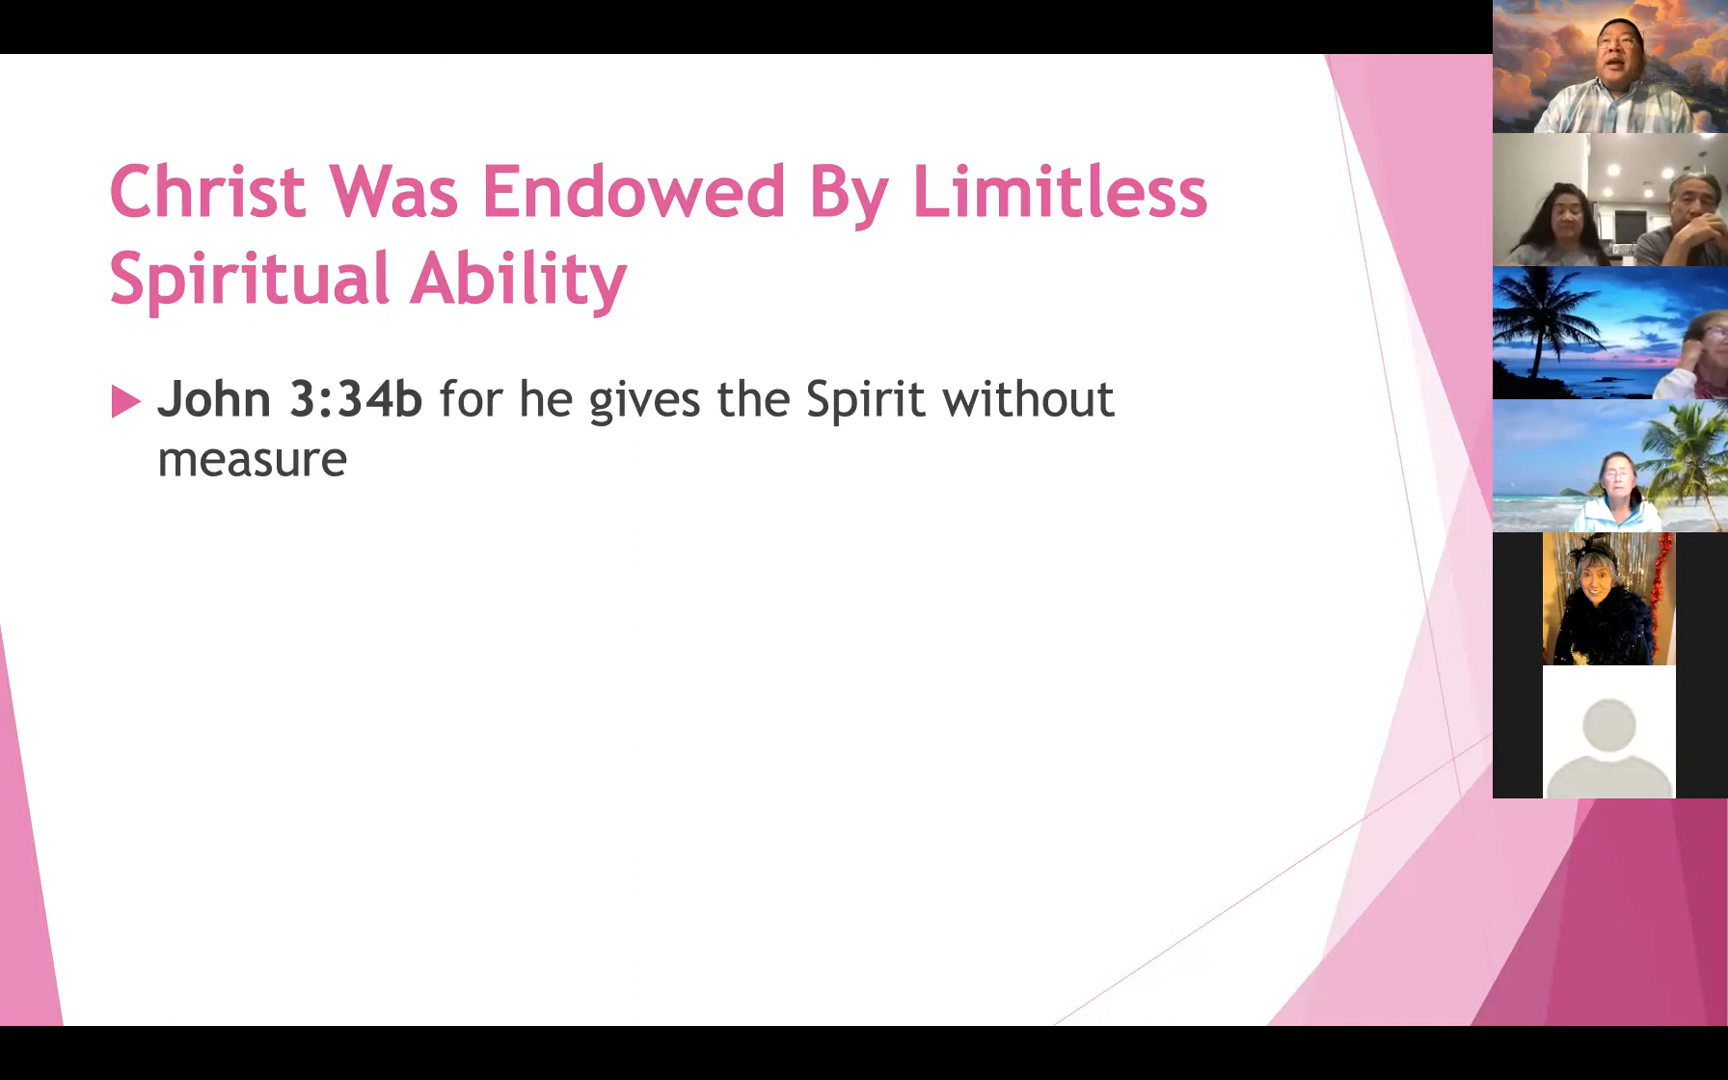 Christ Was Endowed By Limitless
Spiritual Ability
John 3:34b for he gives the Spirit without
measure